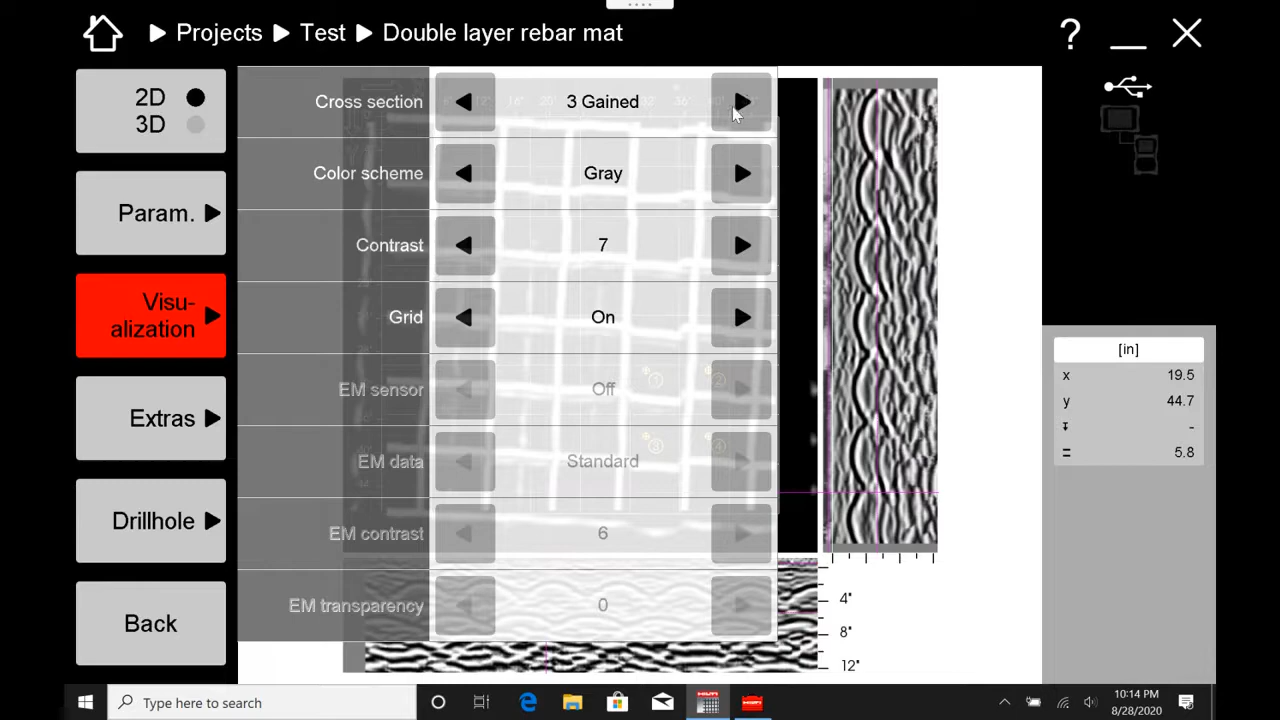 Projects Test Double layer rebar mat
?
2D
3D
Param.
Visu-
alization
Extras
Drillhole
Back
Cross section 3 Gained
Color scheme Gray
Contrast 7
Grid On
EM sensor Off
EM data Standard
EM contrast 6
EM transparency 0
[in]
x 19.5
y 44.7
-
= 5.8
4"
8"
12"
Type here to search
10:14 PM
8/28/2020